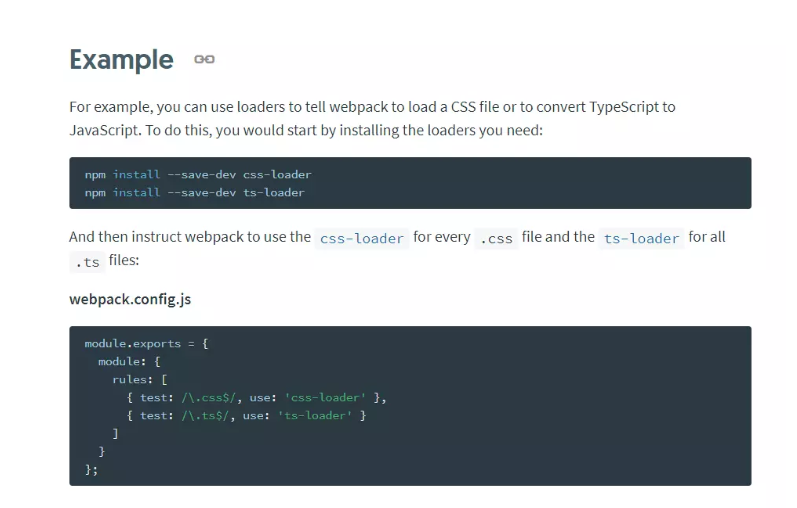 Example
For example, you can use loaders to tell webpack to load a CSS file or to convert TypeScript to
JavaScript. To do this, you would start by installing the loaders you need:
npm install --save-dev css-loader
npm install --save-dev ts-loader
And then instruct webpack to use the css-loader for every .css file and the ts-loader for all
.ts files:
webpack.config.js
module.exports = {
  module: {
    rules: [
      { test: /\.css$/, use: 'css-loader' },
      { test: /\.ts$/, use: 'ts-loader' }
    ]
  }
};